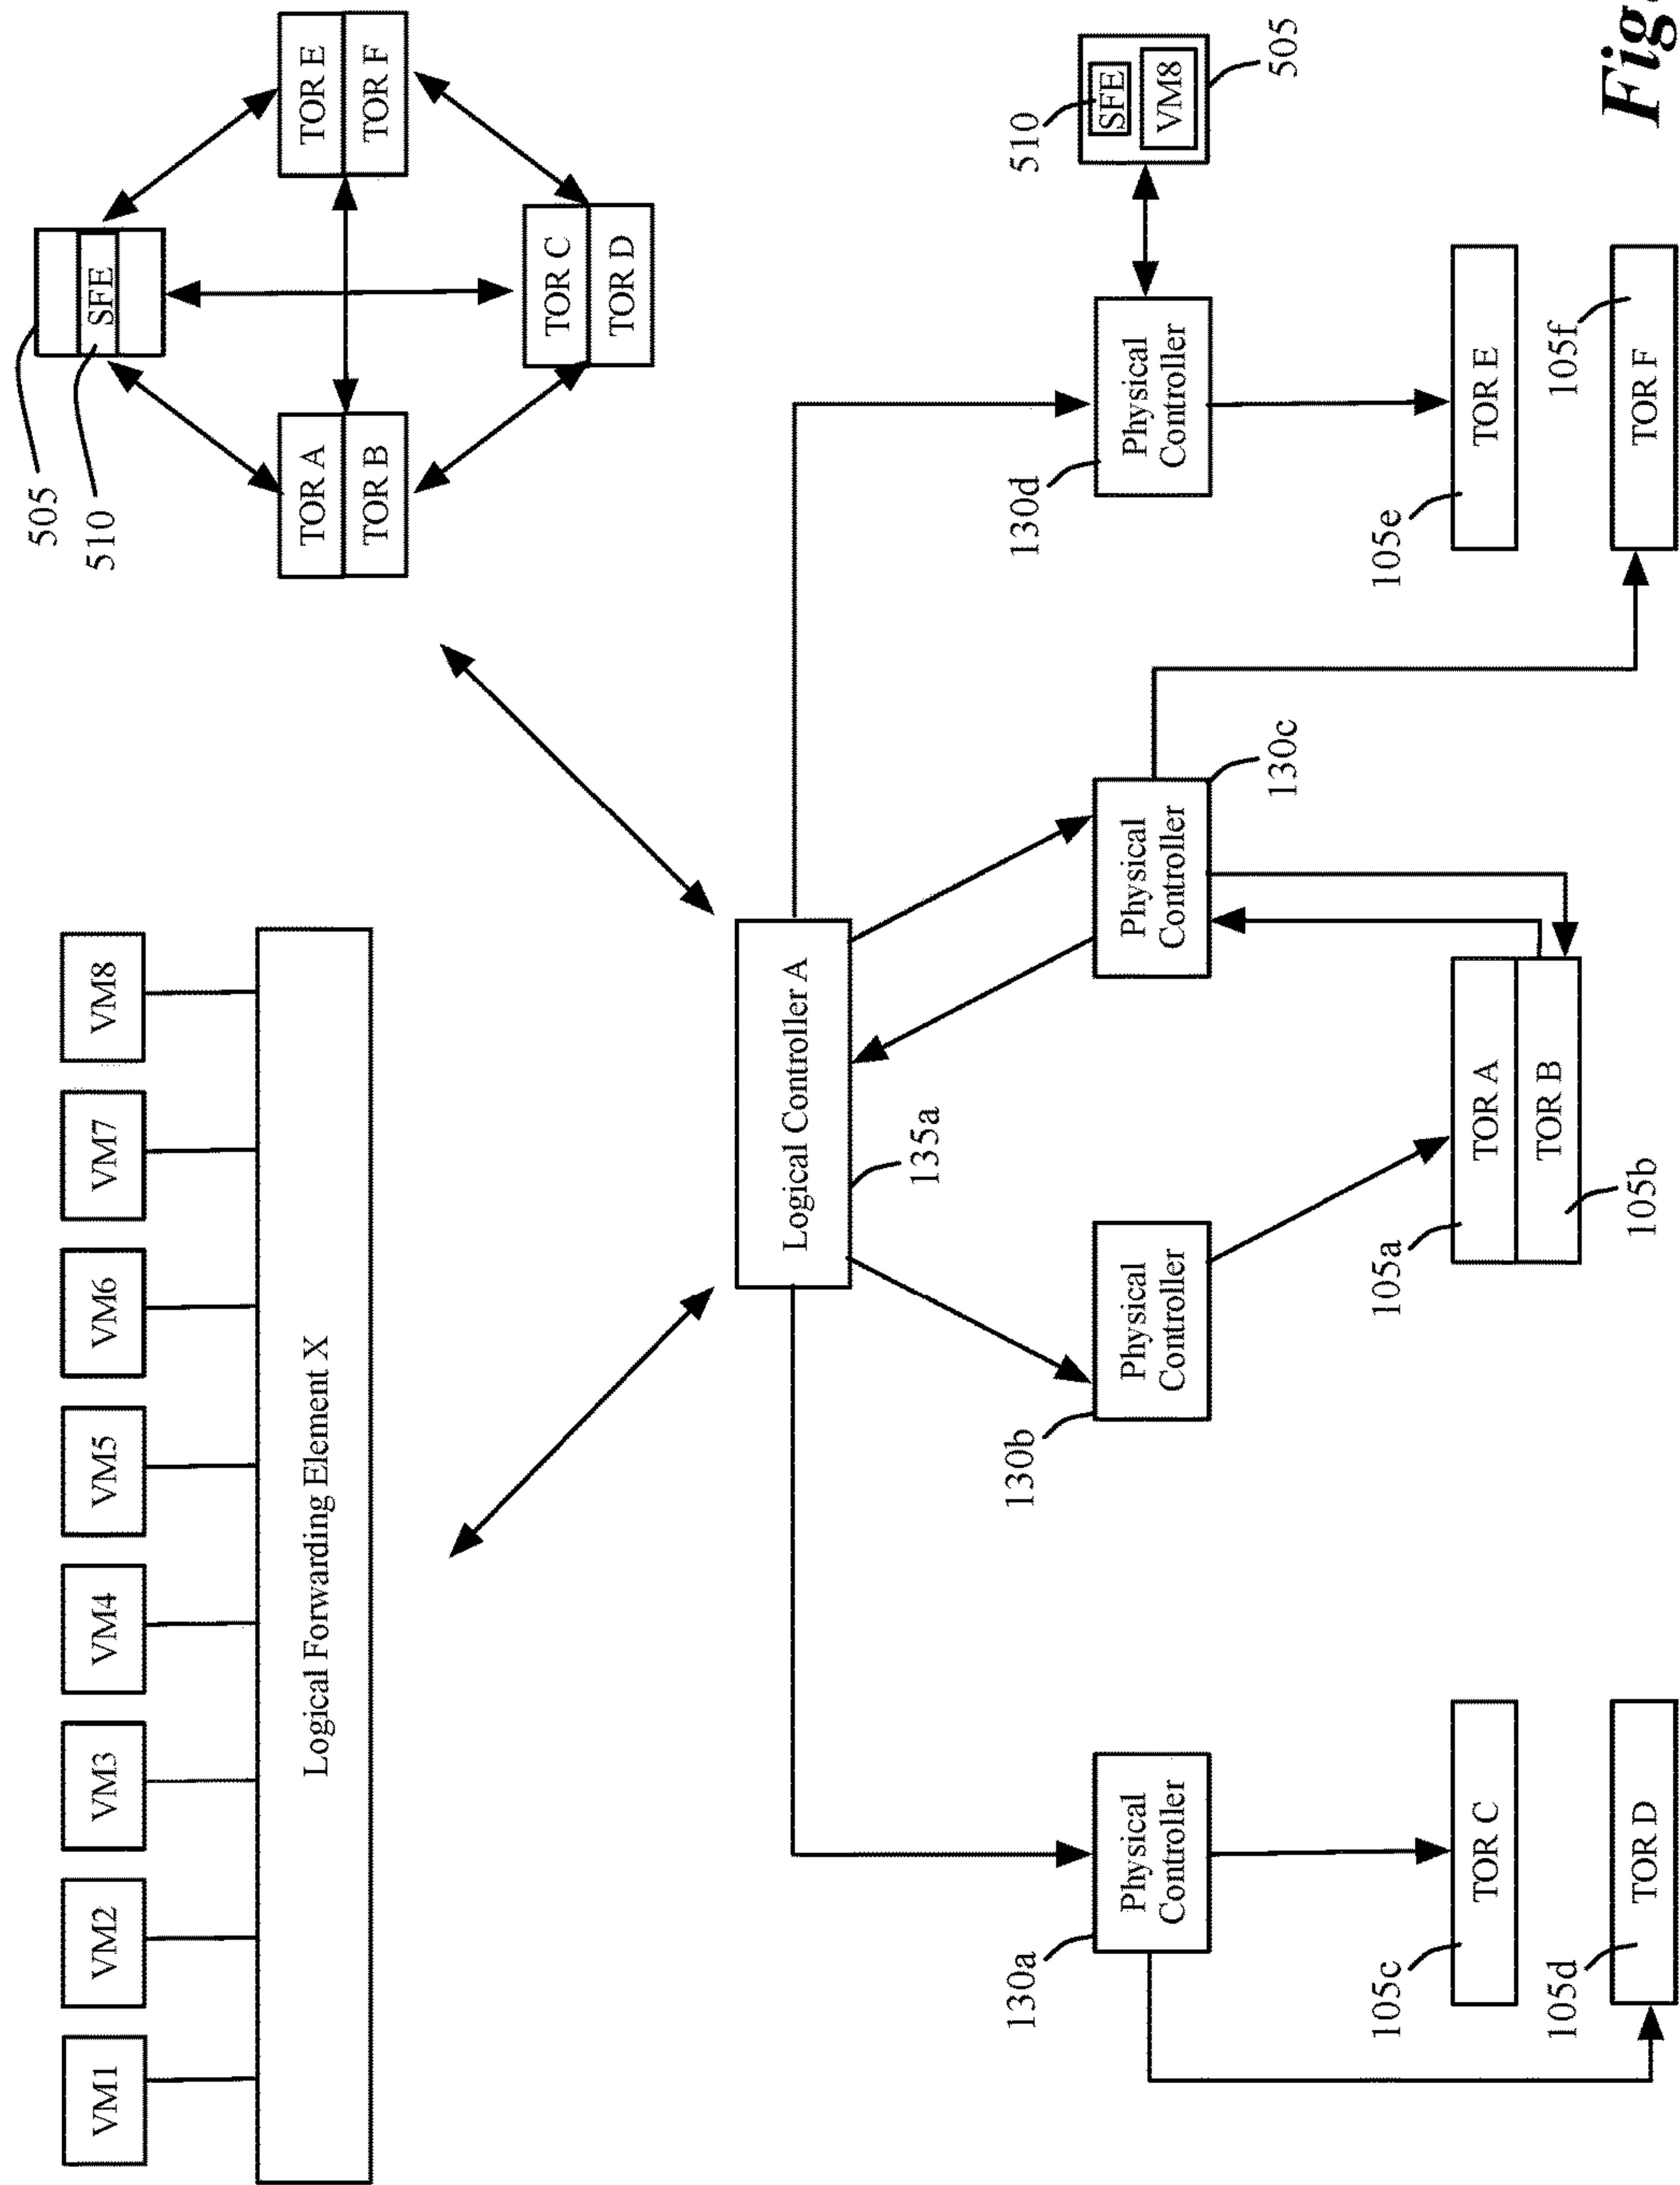 VM1
VM2
VM3
VM4
VM5
VM6
VM7
VM8
Logical Forwarding Element X
505
510
SFE
TOR A
TOR B
TOR E
TOR F
TOR C
TOR D
Logical Controller A
135a
130a
Physical
Controller
130b
Physical
Controller
Physical
Controller
130c
130d
Physical
Controller
510
SFE
VM8
505
105c
TOR C
105d
TOR D
105a
TOR A
TOR B
105b
105e
TOR E
105f
TOR F
Fig